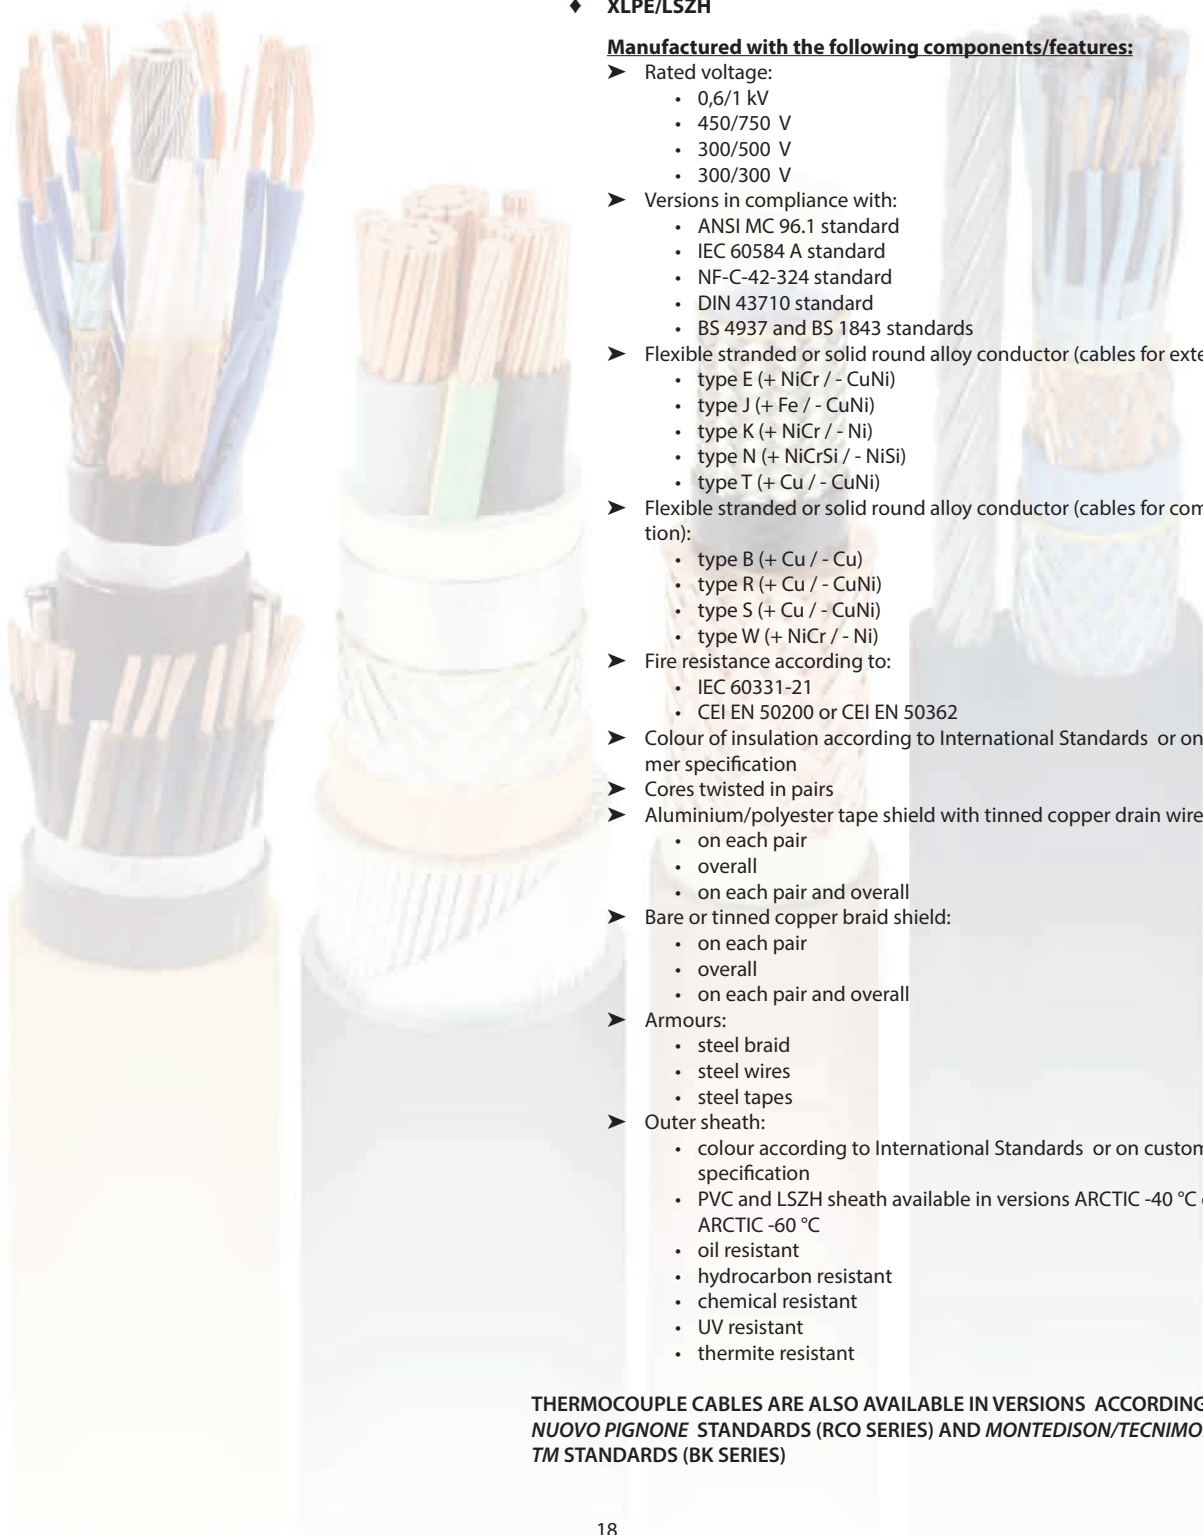 ♦ XLPE/LSZH
Manufactured with the following components/features:
➤ Rated voltage:
• 0,6/1 kV
• 450/750 V
• 300/500 V
• 300/300 V
➤ Versions in compliance with:
• ANSI MC 96.1 standard
• IEC 60584 A standard
• NF-C-42-324 standard
• DIN 43710 standard
• BS 4937 and BS 1843 standards
➤ Flexible stranded or solid round alloy conductor (cables for
• type E (+ NiCr / - CuNi)
• type J (+ Fe / - CuNi)
• type K (+ NiCr / - Ni)
• type N (+ NiCrSi / - NiSi)
• type T (+ Cu / - CuNi)
➤ Flexible stranded or solid round alloy conductor (cables for
tion):
• type B (+ Cu / - Cu)
• type R (+ Cu / - CuNi)
• type S (+ Cu / - CuNi)
• type W (+ NiCr / - Ni)
➤ Fire resistance according to:
• IEC 60331-21
• CEI EN 50200 or CEI EN 50362
➤ Colour of insulation according to International Standards or on
mer specification
➤ Cores twisted in pairs
➤ Aluminium/polyester tape shield with tinned copper drain wire
• on each pair
• overall
• on each pair and overall
➤ Bare or tinned copper braid shield:
• on each pair
• overall
• on each pair and overall
➤ Armours:
• steel braid
• steel wires
• steel tapes
➤ Outer sheath:
• colour according to International Standards or on
specification
• PVC and LSZH sheath available in versions ARCTIC -40 °C
ARCTIC -60 °C
• oil resistant
• hydrocarbon resistant
• chemical resistant
• UV resistant
• thermite resistant
THERMOCOUPLE CABLES ARE ALSO AVAILABLE IN VERSIONS ACCORDING
NUOVO PIGNONE STANDARDS (RCO SERIES) AND
TM STANDARDS (BK SERIES)
18